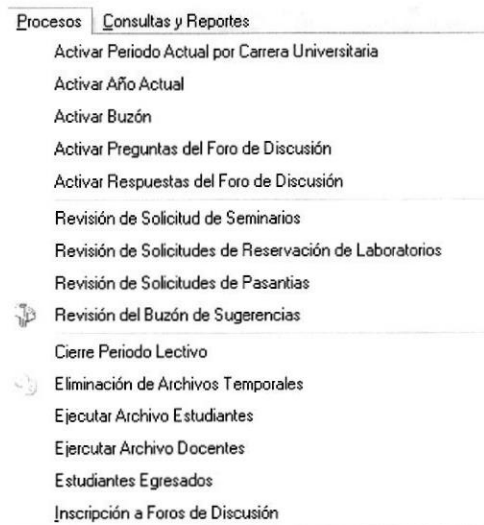 Procesos Consultas y Reportes
Activar Periodo Actual por Carrera Universitaria
Activar Año Actual
Activar Buzón
Activar Preguntas del Foro de Discusión
Activar Respuestas del Foro de Discusión
Revisión de Solicitud de Seminarios
Revisión de Solicitudes de Reservación de Laboratorios
Revisión de Solicitudes de Pasantias
Revisión del Buzón de Sugerencias
Cierre Periodo Lectivo
Eliminación de Archivos Temporales
Ejecutar Archivo Estudiantes
Ejercutar Archivo Docentes
Estudiantes Egresados
Inscripción a Foros de Discusión